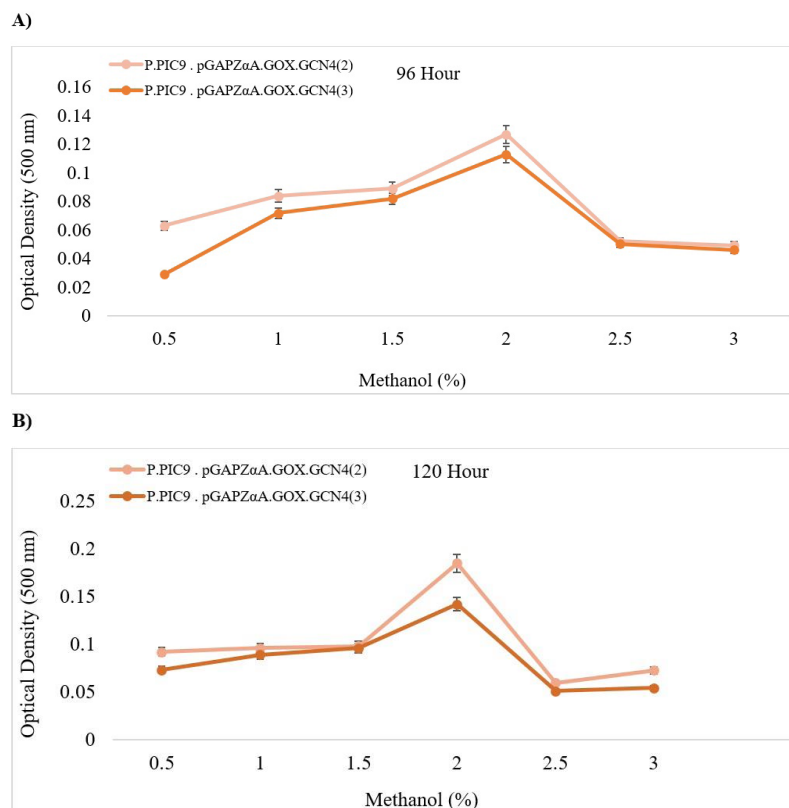 A)
P.PIC9 . pGAPZαA.GOX.GCN4(2)
96 Hour
P.PIC9 . pGAPZαA.GOX.GCN4(3)
0.16
0.14
0.12
0.1
0.08
0.06
0.04
0.02
0
Optical Density (500 nm)
0.5 1 1.5 2 2.5 3
Methanol (%)
B)
P.PIC9 . pGAPZαA.GOX.GCN4(2)
120 Hour
P.PIC9 . pGAPZαA.GOX.GCN4(3)
0.25
0.2
0.15
0.1
0.05
0
Optical Density (500 nm)
0.5 1 1.5 2 2.5 3
Methanol (%)